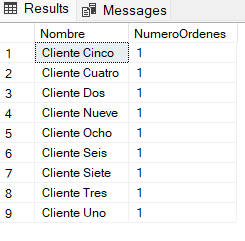 Results Messages
Nombre NumeroOrdenes
1 Cliente Cinco 1
2 Cliente Cuatro 1
3 Cliente Dos 1
4 Cliente Nueve 1
5 Cliente Ocho 1
6 Cliente Seis 1
7 Cliente Siete 1
8 Cliente Tres 1
9 Cliente Uno 1